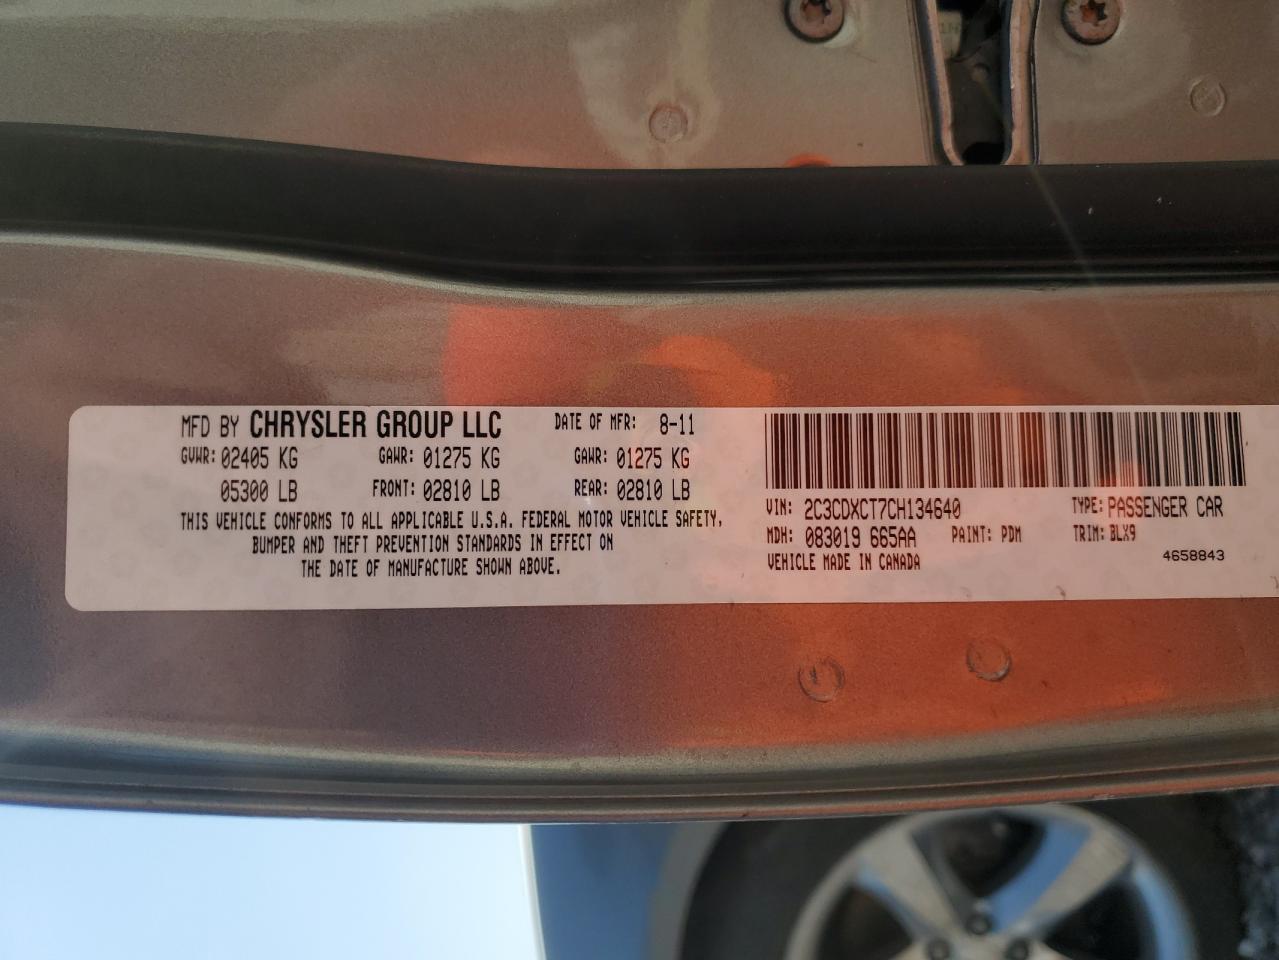 MFD BY CHRYSLER GROUP LLC DATE OF MFR: 8-11
GVWR: 02405 KG GAWR: 01275 KG GAWR: 01275 KG
05300 LB FRONT: 02810 LB REAR: 02810 LB
THIS VEHICLE CONFORMS TO ALL APPLICABLE U.S.A. FEDERAL MOTOR VEHICLE SAFETY,
BUMPER AND THEFT PREVENTION STANDARDS IN EFFECT ON
THE DATE OF MANUFACTURE SHOWN ABOVE.
VIN: 2C3CDXCT7CH134640 TYPE: PASSENGER CAR
MDH: 083019 665AA PAINT: PDM TRIM: BLX9
VEHICLE MADE IN CANADA 4658843